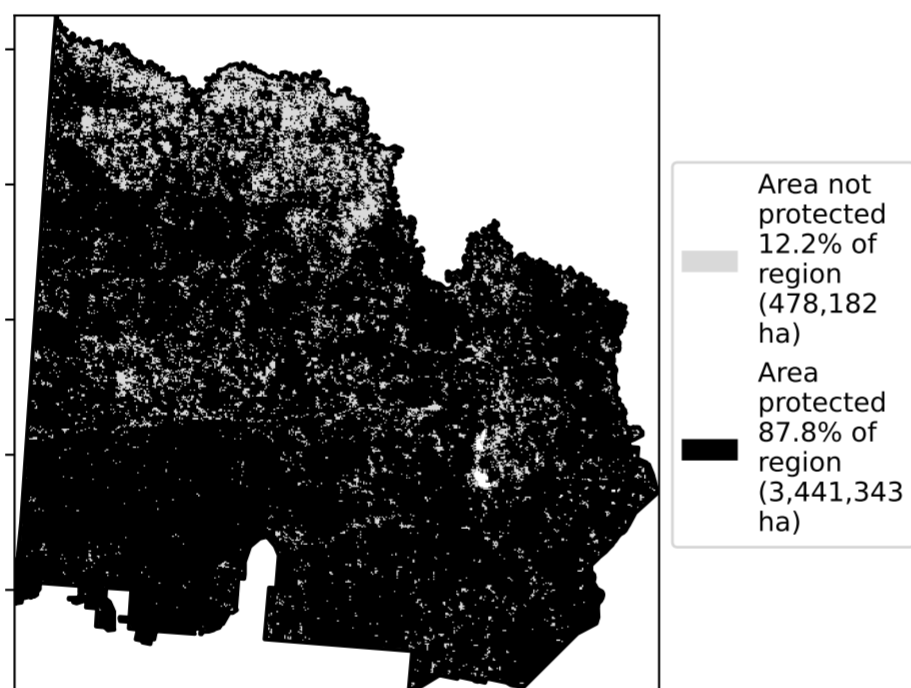 Area not
protected
12.2% of
region
(478,182
ha)
Area
protected
87.8% of
region
(3,441,343
ha)